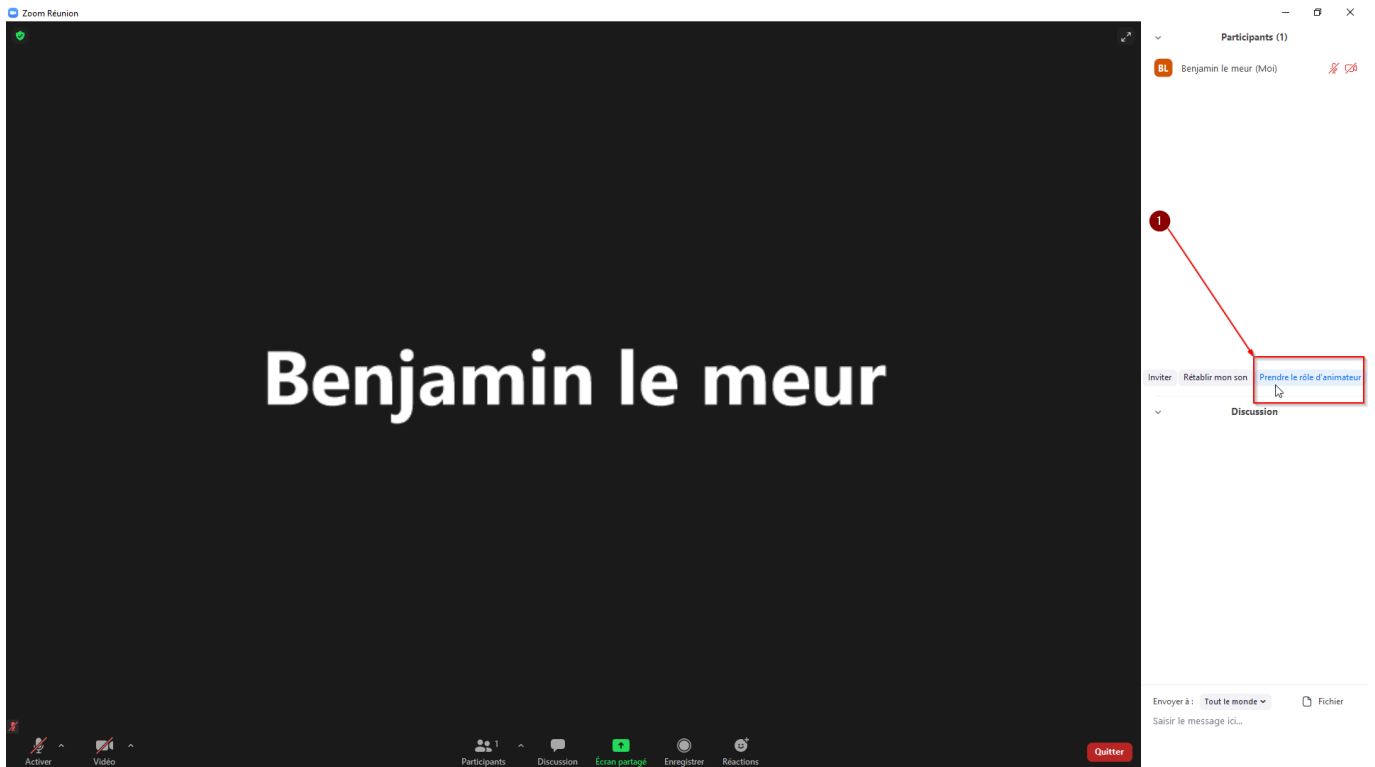 Zoom Réunion
Participants (1)
BL Benjamin le meur (Moi)
1
Benjamin le meur
Inviter Rétablir mon son Prendre le rôle d'animateur
Discussion
Envoyer à : Tout le monde Fichier
Saisir le message ici...
1
Activer Vidéo Participants Discussion Écran partagé Enregistrer Réactions Quitter